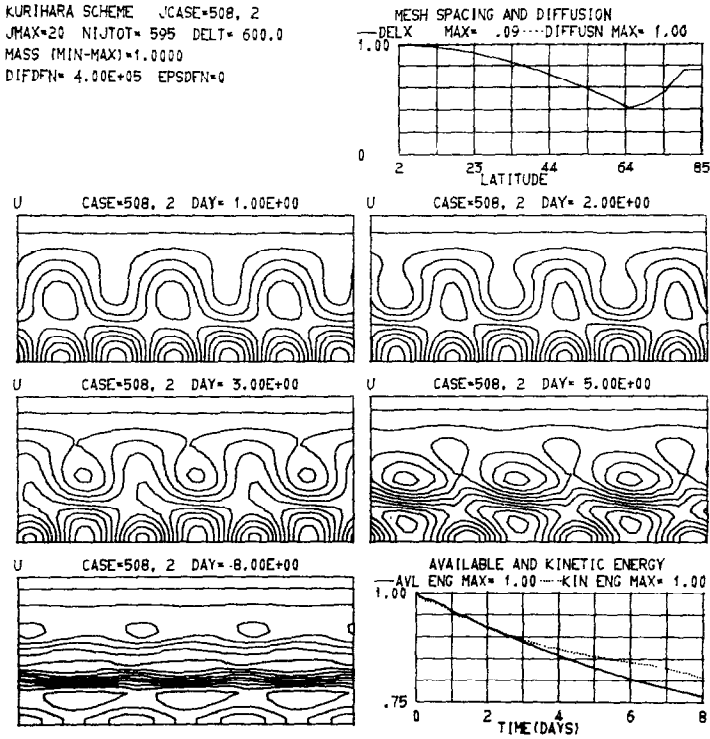 KURIHARA SCHEME JCASE=508, 2
JMAX=20 NIJTOT= 595 DELT= 600.0
MASS (MIN-MAX)=1.0000
DIFDFN= 4.00E+05 EPSDFN=0
MESH SPACING AND DIFFUSION
DELX MAX= .09 DIFFUSN MAX= 1.00
1.00
0
2 23 44 64 85
LATITUDE
U CASE=508, 2 DAY= 1.00E+00
U CASE=508, 2 DAY= 2.00E+00
U CASE=508, 2 DAY= 3.00E+00
U CASE=508, 2 DAY= 5.00E+00
U CASE=508, 2 DAY= 8.00E+00
AVAILABLE AND KINETIC ENERGY
AVL ENG MAX= 1.00 KIN ENG MAX= 1.00
1.00
.75
0 2 4 6 8
TIME(DAYS)